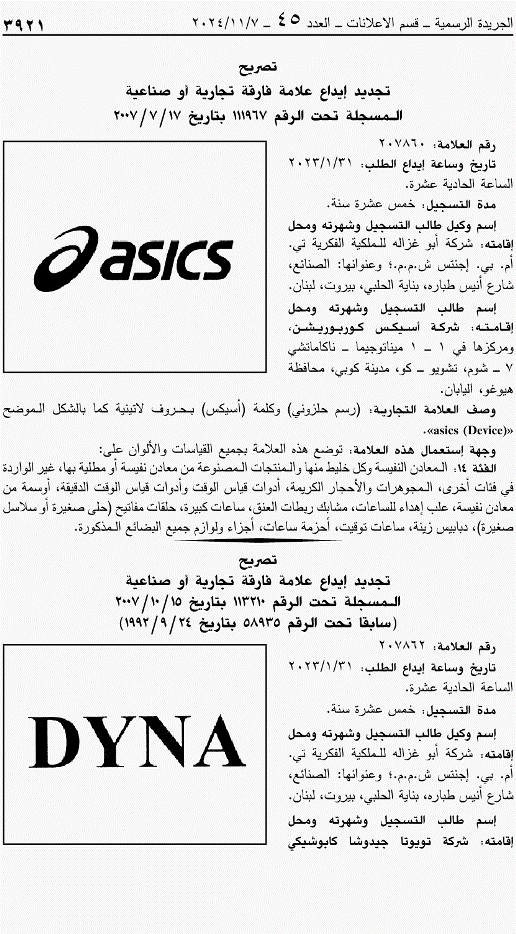 الجريدة الرسمية ـ قسم الاعلانات ـ العدد ٤٥ ـ ٢٠٢٤/١١/٧
٣٩٢١
تصريح
تجديد إيداع علامة فارقة تجارية أو صناعية
المسجلة تحت الرقم ١١١٩٦٧ بتاريخ ٢٠٠٧/٧/١٧
رقم العلامة: ٢٠٧٨٦٠
تاريخ وساعة إيداع الطلب: ٢٠٢٣/١/٣١
الساعة الحادية عشرة.
مدة التسجيل: خمس عشرة سنة.
إسم وكيل طالب التسجيل وشهرته ومحل
إقامته: شركة أبو غزاله للملكية الفكرية تي.
أم. بي. إجنتس ش.م.م.؛ وعنوانها: الصنائع،
شارع أنيس طباره، بناية الحلبي، بيروت، لبنان.
إسم طالب التسجيل وشهرته ومحل
إقامته: شركة أسيكس كوربوريشن،
ومركزها في ١ ـ ١ ميناتوجيما ـ ناكاماتشي
٧ ـ شوم، تشويو ـ كو، مدينة كوبي، محافظة
هيوغو، اليابان.
asics
وصف العلامة التجارية: (رسم حلزوني) وكلمة (أسيكس) بحروف لاتينية كما بالشكل الموضح
«asics (Device)».
وجهة إستعمال هذه العلامة: توضع هذه العلامة بجميع القياسات والألوان على:
الفئة ١٤: المعادن النفيسة وكل خليط منها والمنتجات المصنوعة من معادن نفيسة أو مطلية بها، غير الواردة
في فئات أخرى، المجوهرات والأحجار الكريمة، أدوات قياس الوقت وأدوات قياس الوقت الدقيقة، أوسمة من
معادن نفيسة، علب إهداء للساعات، مشابك ربطات العنق، ساعات كبيرة، حلقات مفاتيح (حلى صغيرة أو سلاسل
صغيرة)، دبابيس زينة، ساعات توقيت، أحزمة ساعات، أجزاء ولوازم جميع البضائع المذكورة.
تصريح
تجديد إيداع علامة فارقة تجارية أو صناعية
المسجلة تحت الرقم ١١٣٢١٠ بتاريخ ٢٠٠٧/١٠/١٥
(سابقا تحت الرقم ٥٨٩٣٥ بتاريخ ١٩٩٢/٩/٢٤)
رقم العلامة: ٢٠٧٨٦٢
تاريخ وساعة إيداع الطلب: ٢٠٢٣/١/٣١
الساعة الحادية عشرة.
مدة التسجيل: خمس عشرة سنة.
إسم وكيل طالب التسجيل وشهرته ومحل
إقامته: شركة أبو غزاله للملكية الفكرية تي.
أم. بي. إجنتس ش.م.م.؛ وعنوانها: الصنائع،
شارع أنيس طباره، بناية الحلبي، بيروت، لبنان.
إسم طالب التسجيل وشهرته ومحل
إقامته: شركة تويوتا جيدوشا كابوشيكي
DYNA